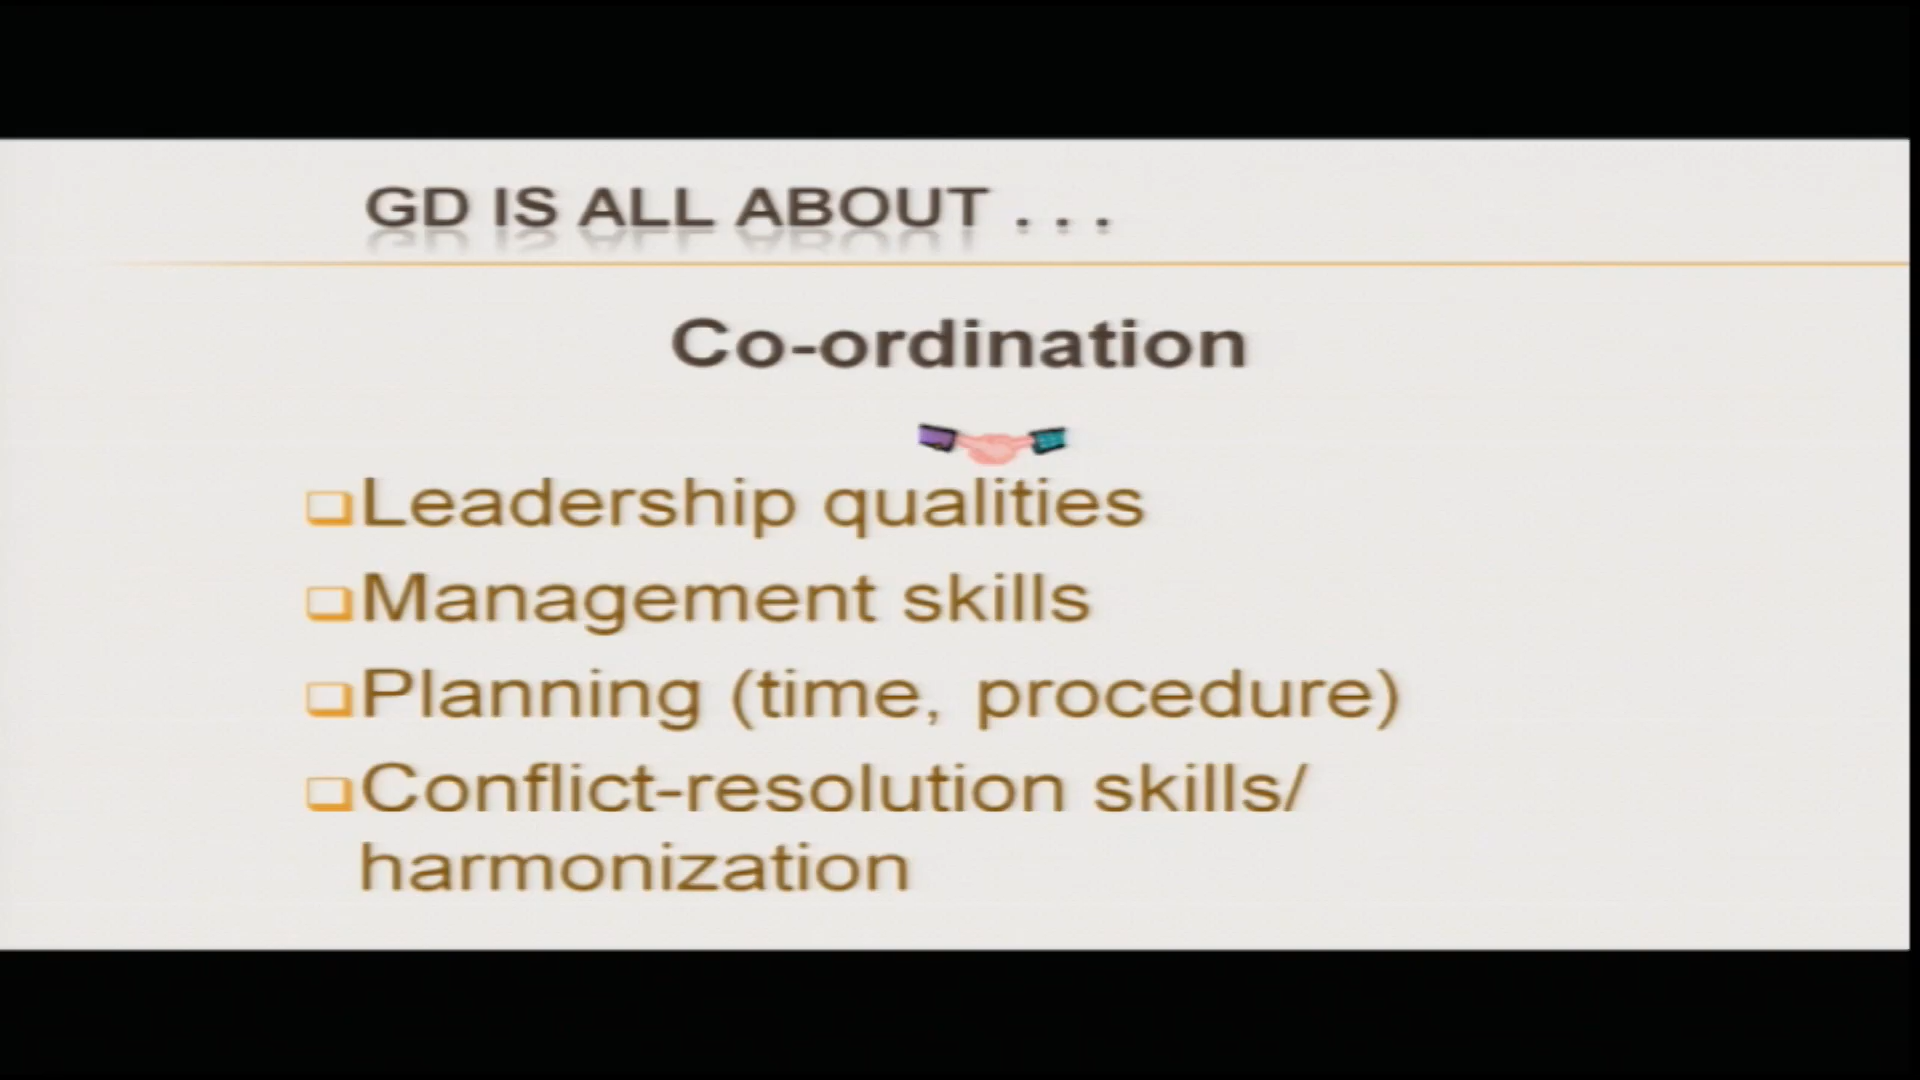 GD IS ALL ABOUT . . .
Co-ordination
Leadership qualities
Management skills
Planning (time, procedure)
Conflict-resolution skills/
harmonization